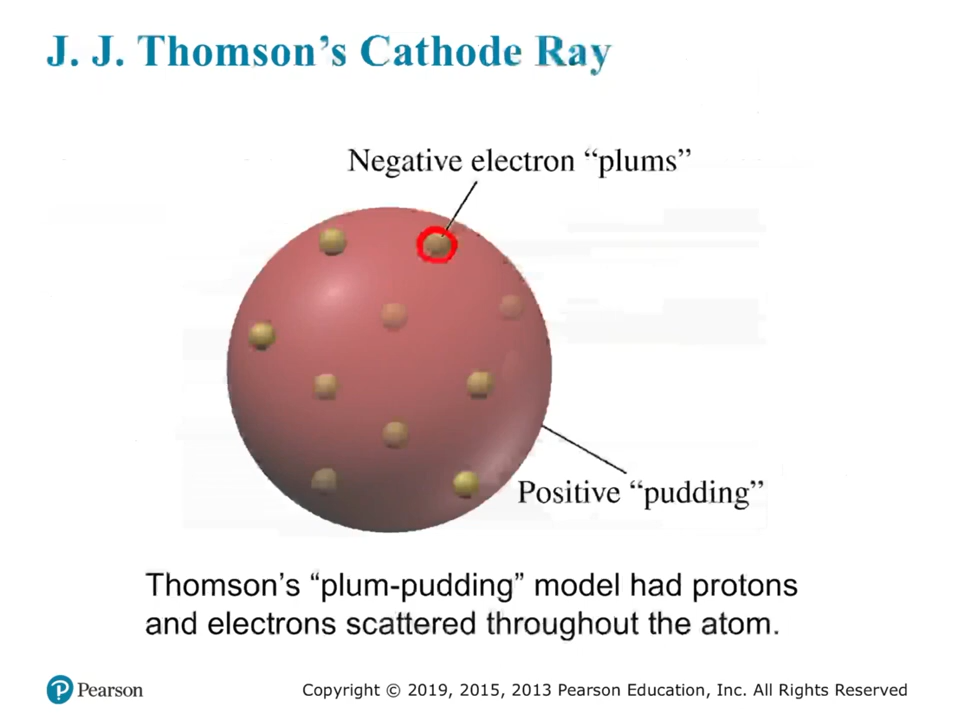 J. J. Thomson’s Cathode Ray
Negative electron “plums”
Positive “pudding”
Thomson’s “plum-pudding” model had protons
and electrons scattered throughout the atom.
Pearson
Copyright © 2019, 2015, 2013 Pearson Education, Inc. All Rights Reserved